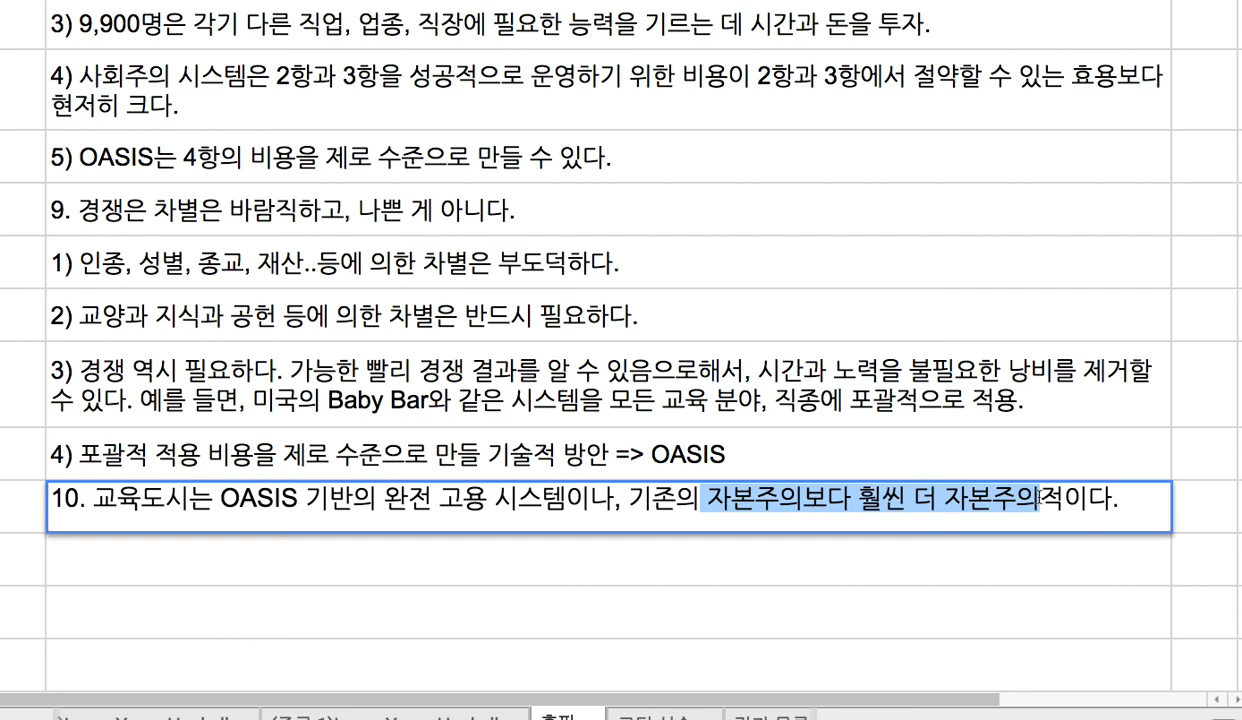 3) 9,900명은 각기 다른 직업, 업종, 직장에 필요한 능력을 기르는 데 시간과 돈을 투자.
4) 사회주의 시스템은 2항과 3항을 성공적으로 운영하기 위한 비용이 2항과 3항에서 절약할 수 있는 효용보다
현저히 크다.
5) OASIS는 4항의 비용을 제로 수준으로 만들 수 있다.
9. 경쟁은 차별은 바람직하고, 나쁜 게 아니다.
1) 인종, 성별, 종교, 재산..등에 의한 차별은 부도덕하다.
2) 교양과 지식과 공헌 등에 의한 차별은 반드시 필요하다.
3) 경쟁 역시 필요하다. 가능한 빨리 경쟁 결과를 알 수 있음으로해서, 시간과 노력을 불필요한 낭비를 제거할
수 있다. 예를 들면, 미국의 Baby Bar와 같은 시스템을 모든 교육 분야, 직종에 포괄적으로 적용.
4) 포괄적 적용 비용을 제로 수준으로 만들 기술적 방안 => OASIS
10. 교육도시는 OASIS 기반의 완전 고용 시스템이나, 기존의 자본주의보다 훨씬 더 자본주의적이다.